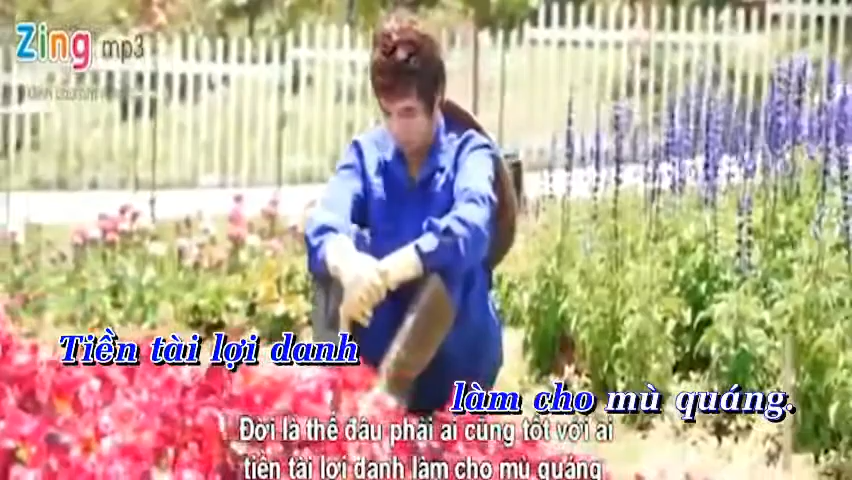 Zing mp3
Tiền tài lợi danh
làm cho mù quáng.
Đời là thế đâu phải ai cũng tốt với ai
tiền tài lợi danh làm cho mù quáng